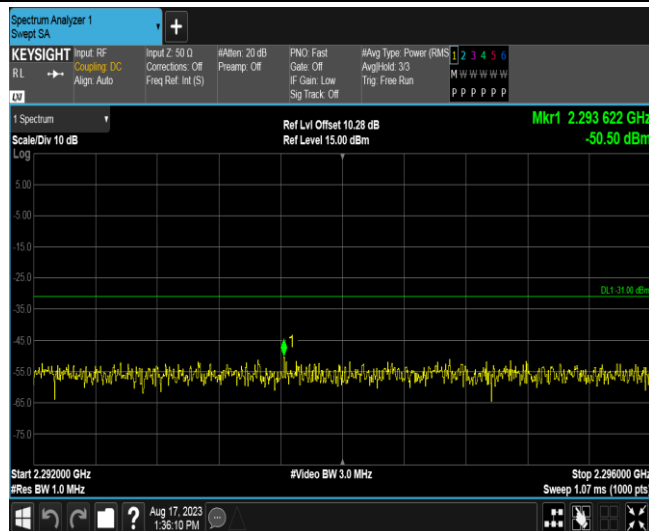 Spectrum Analyzer 1
Swept SA
+
KEYSIGHT
RL
LXI
Input: RF
Coupling: DC
Align: Auto
Input Z: 50 Ω
Corrections: Off
Freq Ref: Int (S)
#Atten: 20 dB
Preamp: Off
PNO: Fast
Gate: Off
IF Gain: Low
Sig Track: Off
#Avg Type: Power (RMS
Avg|Hold: 3/3
Trig: Free Run
1 2 3 4 5 6
M W W W W W
P P P P P P
1 Spectrum
Scale/Div 10 dB
Log
Ref Lvl Offset 10.28 dB
Ref Level 15.00 dBm
Mkr1 2.293 622 GHz
-50.50 dBm
5.00
-5.00
-15.0
-25.0
DL1 -31.00 dBm
-35.0
-45.0
1
-55.0
-65.0
-75.0
Start 2.292000 GHz
#Res BW 1.0 MHz
#Video BW 3.0 MHz
Stop 2.296000 GHz
Sweep 1.07 ms (1000 pts)
?
Aug 17, 2023
1:36:10 PM